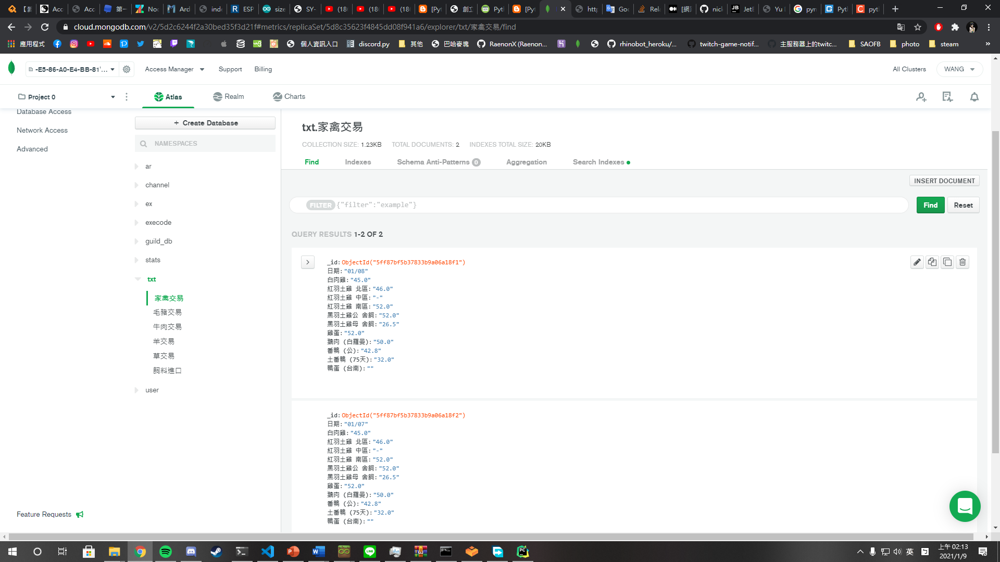 【家
Acc
Acc
第一
Noc
Ard
inde
ESP
size
SY-
(18
(18
(18
[Pyt
創立
Pyt
[Pyt
http
Goo
Rela
[網
nick
JetB
Yu
pyn
Pyt
pyt
cloud.mongodb.com/v2/5d2c6244f2a30bed35f3d21f#metrics/replicaSet/5d8c35623f4845dd08f941a6/explorer/txt/家禽交易/find
應用程式
個人資訊入口
discord.py
其他
巴哈麥塊
RaenonX (Raenon...
rhinobot_heroku/...
twitch-game-notif...
主服務器上的twitc...
SAOFB
photo
steam
»
-E5-86-A0-E4-BB-81'...
Access Manager
Support
Billing
All Clusters
WANG
Project 0
Atlas
Realm
Charts
Database Access
Network Access
Advanced
Feature Requests
+ Create Database
NAMESPACES
ar
channel
ex
execode
guild_db
stats
txt
家禽交易
毛豬交易
牛肉交易
羊交易
草交易
飼料進口
user
txt.家禽交易
COLLECTION SIZE: 1.23KB TOTAL DOCUMENTS: 2 INDEXES TOTAL SIZE: 20KB
Find
Indexes
Schema Anti-Patterns 0
Aggregation
Search Indexes
INSERT DOCUMENT
FILTER {"filter":"example"}
Find
Reset
QUERY RESULTS 1-2 OF 2
_id:ObjectId("5ff87bf5b37833b9a06a18f1")
日期:"01/08"
白肉雞:"45.0"
紅羽土雞 北區:"46.0"
紅羽土雞 中區:"-"
紅羽土雞 南區:"52.0"
黑羽土雞公 舍飼:"52.0"
黑羽土雞母 舍飼:"26.5"
雞蛋:"52.0"
鵝肉 (白羅曼):"50.0"
番鴨 (公):"42.8"
土番鴨 (75天):"32.0"
鴨蛋 (台南):""
_id:ObjectId("5ff87bf5b37833b9a06a18f2")
日期:"01/07"
白肉雞:"45.0"
紅羽土雞 北區:"46.0"
紅羽土雞 中區:"-"
紅羽土雞 南區:"52.0"
黑羽土雞公 舍飼:"52.0"
黑羽土雞母 舍飼:"26.5"
雞蛋:"52.0"
鵝肉 (白羅曼):"50.0"
番鴨 (公):"42.8"
土番鴨 (75天):"32.0"
鴨蛋 (台南):""
英
上午 02:13
2021/1/9